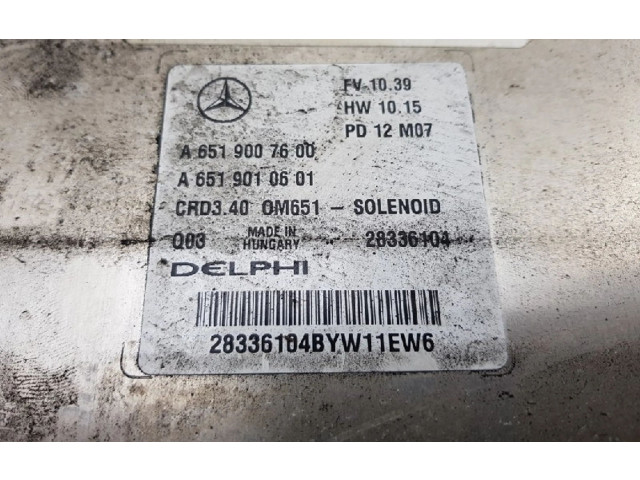 FV 10.39
HW 10.15
PD 12 M07
A 651 900 76 00
A 651 901 06 01
CRD3.40 OM651 - SOLENOID
Q03 MADE IN HUNGARY 28336104
DELPHI
28336104BYW11EW6